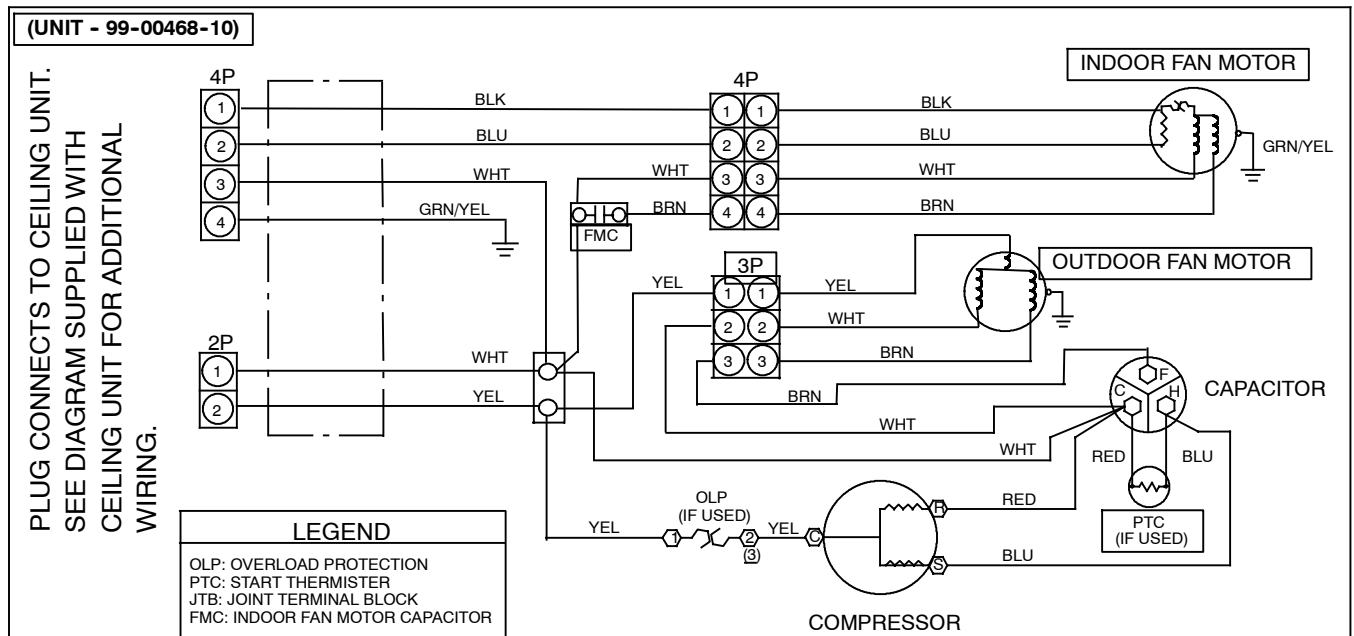 (UNIT - 99-00468-10)
PLUG CONNECTS TO CEILING UNIT.
SEE DIAGRAM SUPPLIED WITH
CEILING UNIT FOR ADDITIONAL
WIRING.
4P
1
2
3
4
BLK
BLU
WHT
GRN/YEL
2P
1
2
WHT
YEL
4P
1 1
2 2
3 3
4 4
WHT
BRN
FMC
BLK
BLU
WHT
BRN
INDOOR FAN MOTOR
GRN/YEL
3P
1 1
2 2
3 3
YEL
YEL
WHT
BRN
OUTDOOR FAN MOTOR
BRN
WHT
WHT
F
C
H
CAPACITOR
RED
BLU
PTC
(IF USED)
YEL
OLP
(IF USED)
1
2
(3)
YEL
C
R
S
RED
BLU
COMPRESSOR
LEGEND
OLP: OVERLOAD PROTECTION
PTC: START THERMISTER
JTB: JOINT TERMINAL BLOCK
FMC: INDOOR FAN MOTOR CAPACITOR